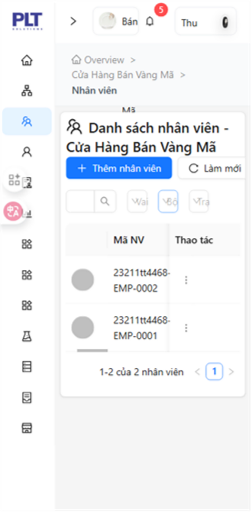 PLT
SOLUTIONS
Bán
5
Thu
Overview >
Cửa Hàng Bán Vàng Mã >
Nhân viên
Mã
Danh sách nhân viên -
Cửa Hàng Bán Vàng Mã
+ Thêm nhân viên
Làm mới
Mã NV Thao tác
23211tt4468-
EMP-0002
23211tt4468-
EMP-0001
1-2 của 2 nhân viên < 1 >